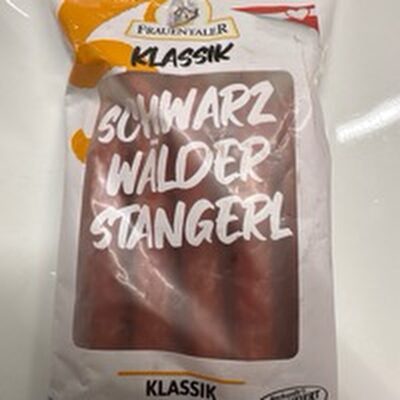 FRAUENTALER
KLASSIK
SCHWARZ
WÄLDER
STANGERL
KLASSIK